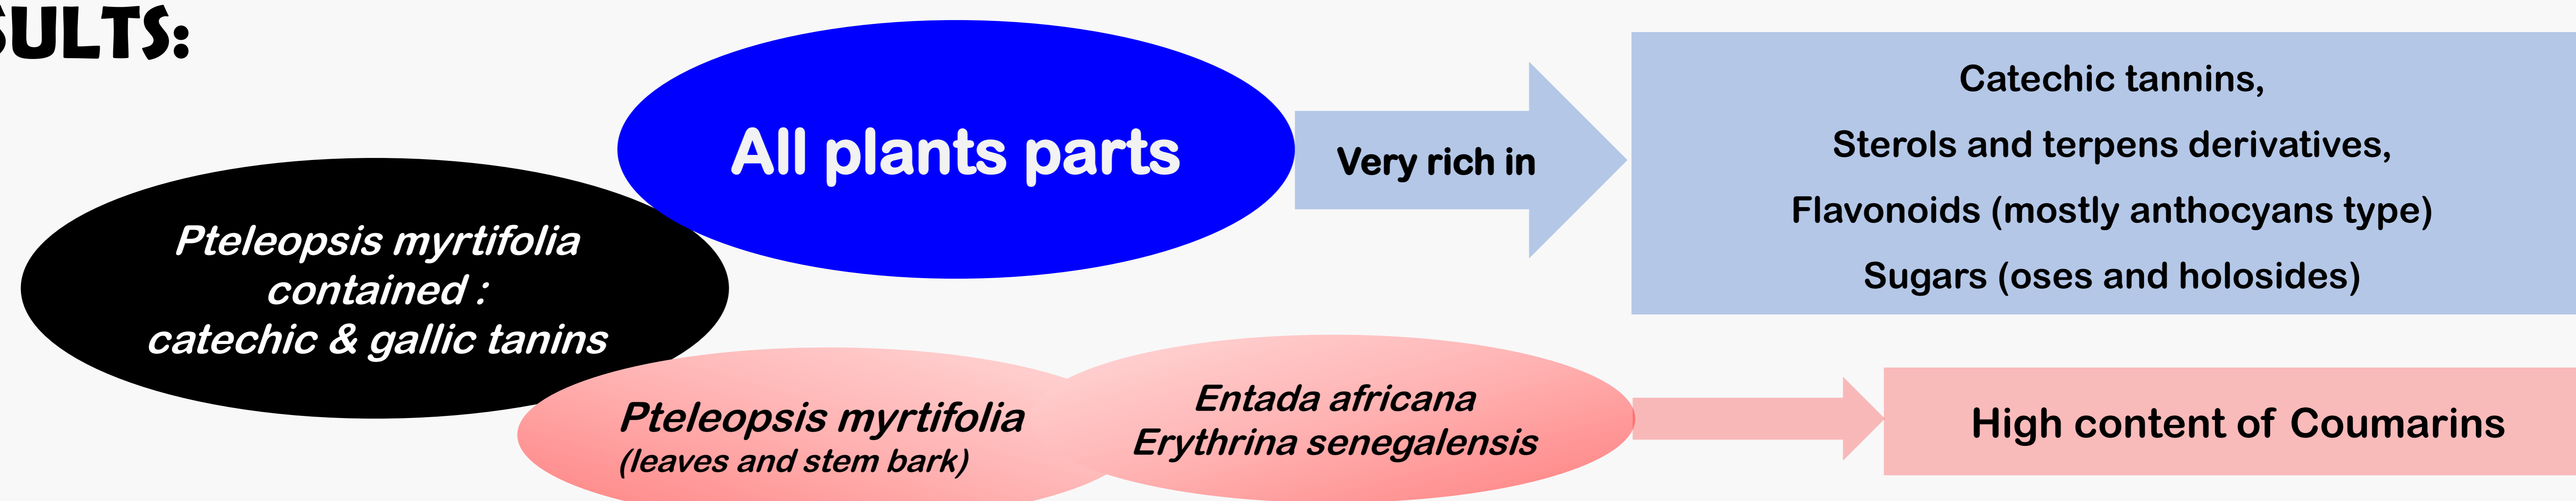 SULTS:
All plants parts
Very rich in
Catechic tannins,
Sterols and terpens derivatives,
Flavonoids (mostly anthocyans type)
Sugars (oses and holosides)
Pteleopsis myrtifolia
contained :
catechic & gallic tanins
Pteleopsis myrtifolia
(leaves and stem bark)
Entada africana
Erythrina senegalensis
High content of Coumarins